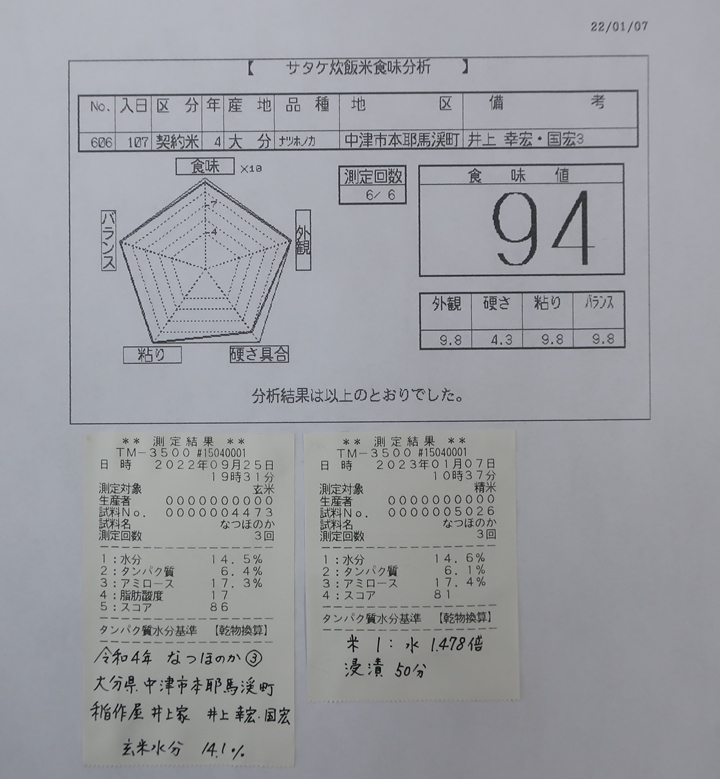 22/01/07
【 サタケ炊飯米食味分析 】
No. 入日 区分 年 産地 品種 地区 備考
606 107 契約米 4 大分 ナツホノカ 中津市本耶馬渓町 井上 幸宏・国宏3
食味 ×10
7
4
外観
硬さ具合
粘り
バランス
測定回数
6/ 6
食味値
94
外観 硬さ 粘り バランス
9.8 4.3 9.8 9.8
分析結果は以上のとおりでした。
** 測定結果 **
TM-3500 #15040001
日 時 2022年09月25日
19時31分
測定対象 玄米
生産者 00000000000
試料No. 00000004473
試料名 なつほのか
測定回数 3回
1:水分 14.5%
2:タンパク質 6.4%
3:アミロース 17.3%
4:脂肪酸度 17
5:スコア 86
タンパク質水分基準 【乾物換算】
令和4年 なつほのか ③
大分県中津市本耶馬渓町
稲作屋 井上家 井上 幸宏・国宏
玄米水分 14.1%
** 測定結果 **
TM-3500 #15040001
日 時 2023年01月07日
10時37分
測定対象 精米
生産者 00000000000
試料No. 00000005026
試料名 なつほのか
測定回数 3回
1:水分 14.6%
2:タンパク質 6.1%
3:アミロース 17.4%
4:スコア 81
タンパク質水分基準 【乾物換算】
米 1:水 1.478倍
浸漬 50分